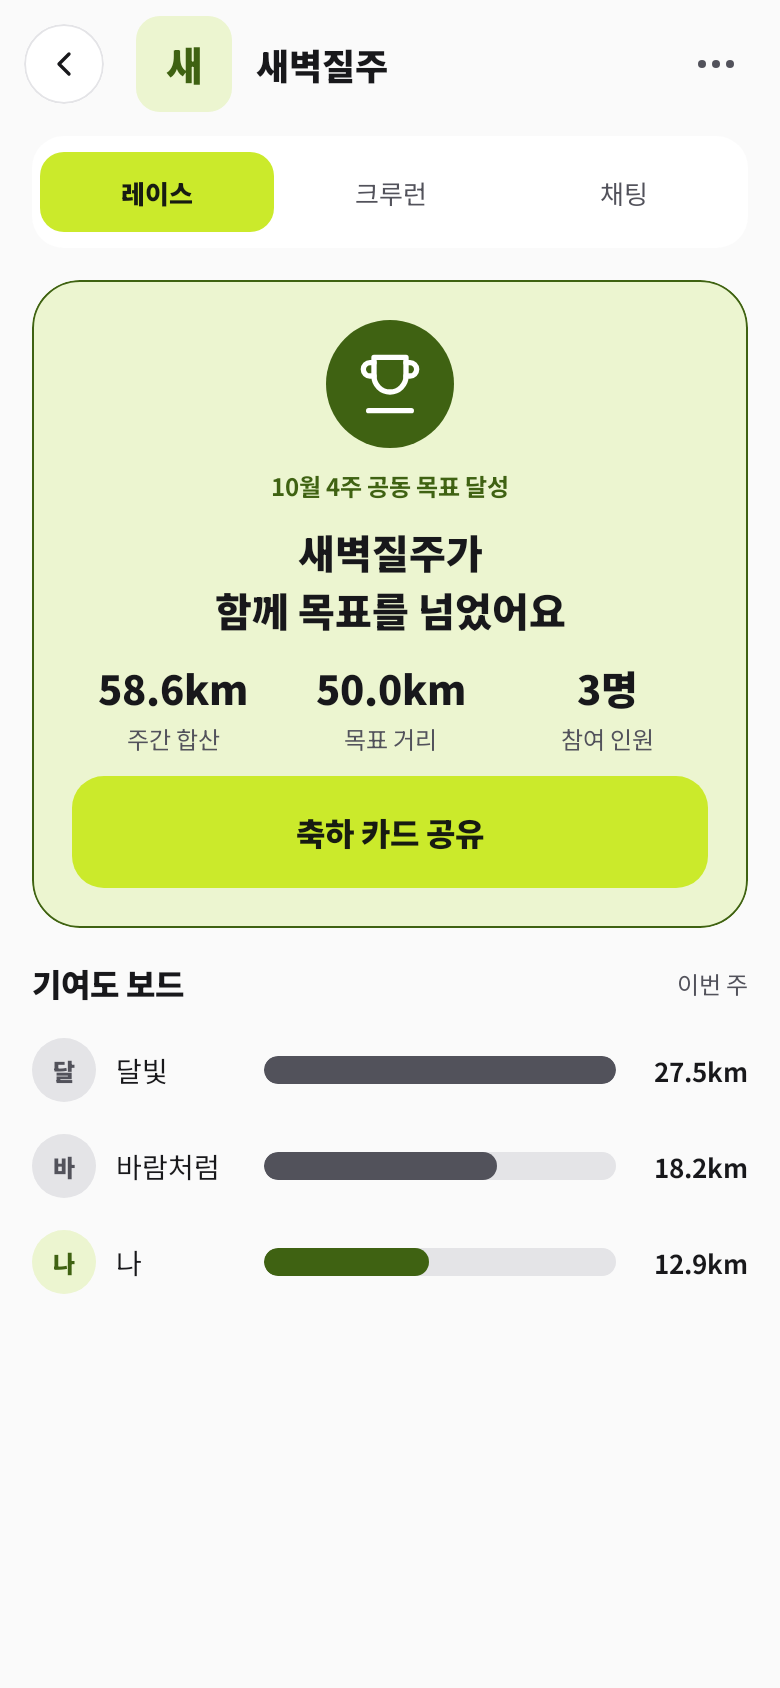 새
새벽질주
레이스
크루런
채팅
10월 4주 공동 목표 달성
새벽질주가
함께 목표를 넘었어요
58.6km
주간 합산
50.0km
목표 거리
3명
참여 인원
축하 카드 공유
기여도 보드
이번 주
달
달빛
27.5km
바
바람처럼
18.2km
나
나
12.9km